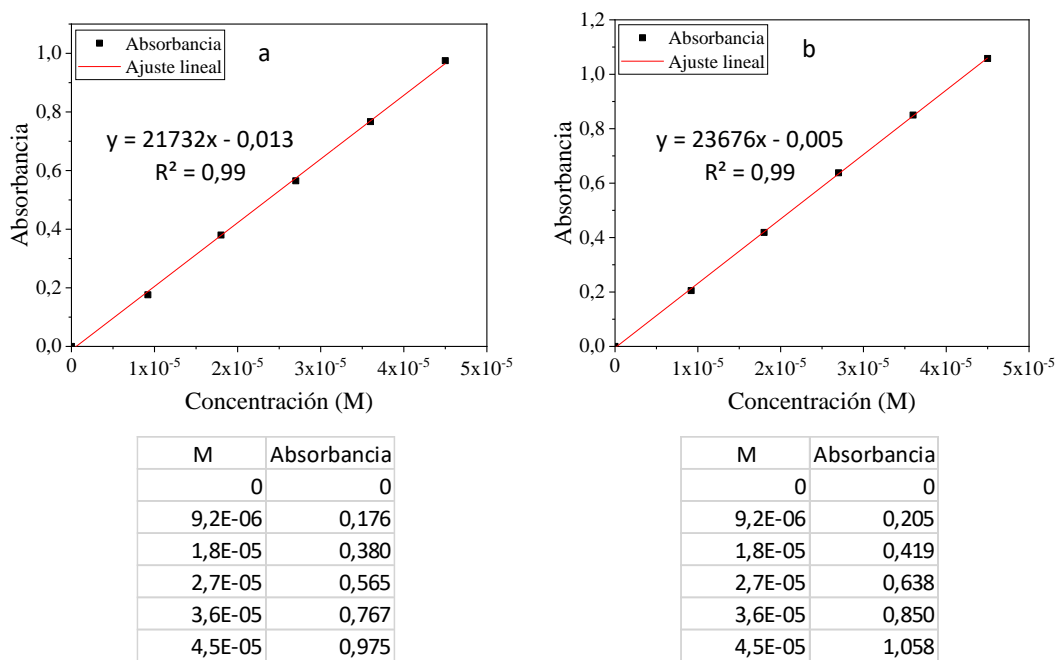 Absorbancia
Ajuste lineal
a
y = 21732x - 0,013
R² = 0,99
Absorbancia
1,0
0,8
0,6
0,4
0,2
0,0
0 1x10⁻⁵ 2x10⁻⁵ 3x10⁻⁵ 4x10⁻⁵ 5x10⁻⁵
Concentración (M)
M Absorbancia
0 0
9,2E-06 0,176
1,8E-05 0,380
2,7E-05 0,565
3,6E-05 0,767
4,5E-05 0,975
Absorbancia
Ajuste lineal
b
y = 23676x - 0,005
R² = 0,99
Absorbancia
1,2
1,0
0,8
0,6
0,4
0,2
0,0
0 1x10⁻⁵ 2x10⁻⁵ 3x10⁻⁵ 4x10⁻⁵ 5x10⁻⁵
Concentración (M)
M Absorbancia
0 0
9,2E-06 0,205
1,8E-05 0,419
2,7E-05 0,638
3,6E-05 0,850
4,5E-05 1,058